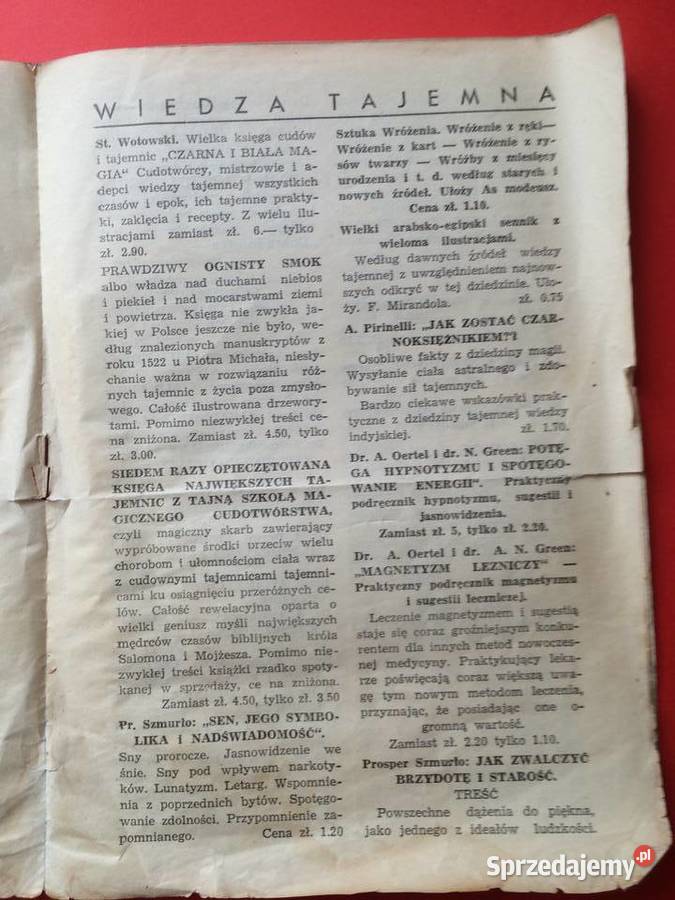 WIEDZA TAJEMNA
St. Wotowski. Wielka księga cudów
i tajemnic „CZARNA I BIAŁA MA-
GIA“ Cudotwórcy, mistrzowie i a-
depci wiedzy tajemnej wszystkich
czasów i epok, ich tajemne prakty-
ki, zaklęcia i recepty. Z wielu ilu-
stracjami zamiast zł. 6.— tylko
zł. 2.90.
PRAWDZIWY OGNISTY SMOK
albo władza nad duchami niebios
i piekieł i nad mocarstwami ziemi
i powietrza. Księga nie zwykła ja-
kiej w Polsce jeszcze nie było, we-
dług znalezionych manuskryptów z
roku 1522 u Piotra Michała, niesły-
chanie ważna w rozwiązaniu róż-
nych tajemnic z życia poza zmysło-
wego. Całość ilustrowana drzewory-
tami. Pomimo niezwykłej treści ce-
na zniżona. Zamiast zł. 4.50, tylko
zł. 3.00.
SIEDEM RAZY OPIECZĘTOWANA
KSIĘGA NAJWIĘKSZYCH TA-
JEMNIC Z TAJNĄ SZKOŁĄ MA-
GICZNEGO CUDOTWÓRSTWA,
czyli magiczny skarb zawierający
wypróbowane środki przeciw wielu
chorobom i ułomnościom ciała wraz
z cudownymi tajemnicami tajemni-
cami ku osiągnięciu przeróżnych ce-
lów. Całość rewelacyjna oparta o
wielki geniusz myśli największych
mędrców czasów biblijnych króla
Salomona i Mojżesza. Pomimo nie-
zwykłej treści książki rzadko spoty-
kanej w sprzedaży, ce na zniżona.
Zamiast zł. 4.50, tylko zł. 3.50
Pr. Szmurło: „SEN, JEGO SYMBO-
LIKA i NADŚWIADOMOŚĆ“.
Sny prorocze. Jasnowidzenie we
śnie. Sny pod wpływem narkoty-
ków. Lunatyzm. Letarg. Wspomnie-
nia z poprzednich bytów. Spotęgo-
wanie zdolności. Przypomnienie za-
pomnianego. Cena zł. 1.20
Sztuka Wróżenia. Wróżenie z ręki—
Wróżenie z kart — Wróżenie z ry-
sów twarzy — Wróżby z miesięcy
urodzenia i t. d. według starych i
nowych źródeł. Ułoży As modeusz.
Cena zł. 1.10.
Wielki arabsko-egipski sennik z
wieloma ilustracjami.
Według dawnych źródeł wiedzy
tajemnej z uwzględnieniem najnow-
szych odkryć w tej dziedzinie. Uło-
ży. F. Mirandola. zł. 0.75
A. Pirinelli: „JAK ZOSTAĆ CZAR-
NOKSIĘŻNIKIEM?“
Osobliwe fakty z dziedziny magii.
Wysyłanie ciała astralnego i zdo-
bywanie sił tajemnych.
Bardzo ciekawe wskazówki prak-
tyczne z dziedziny tajemnej wiedzy
indyjskiej. zł. 1.70.
Dr. A. Oertel i dr. N. Green: POTĘ-
GA HYPNOTYZMU I SPOTĘGO-
WANIE ENERGII“. Praktyczny
podręcznik hypnotyzmu, sugestii i
jasnowidzenia.
Zamiast zł. 5, tylko zł. 2.20.
Dr. A. Oertel i dr. A. N. Green:
„MAGNETYZM LEZNICZY“ —
Praktyczny podręcznik magnetyzmu
i sugestii leczniczej.
Leczenie magnetyzmem i sugestią
staje się coraz groźniejszym konku-
rentem dla innych metod nowoczes-
nej medycyny. Praktykujący leka-
rze poświęcają coraz większą uwa-
gę tym nowym metodom leczenia,
przyznając, że posiadając one o-
gromną wartość.
Zamiast zł. 2.20 tylko 1.10.
Prosper Szmurło: JAK ZWALCZYĆ
BRZYDOTĘ I STAROŚĆ.
TREŚĆ
Powszechne dążenia do piękna,
jako jednego z ideałów ludzkości.
Sprzedajemy.pl